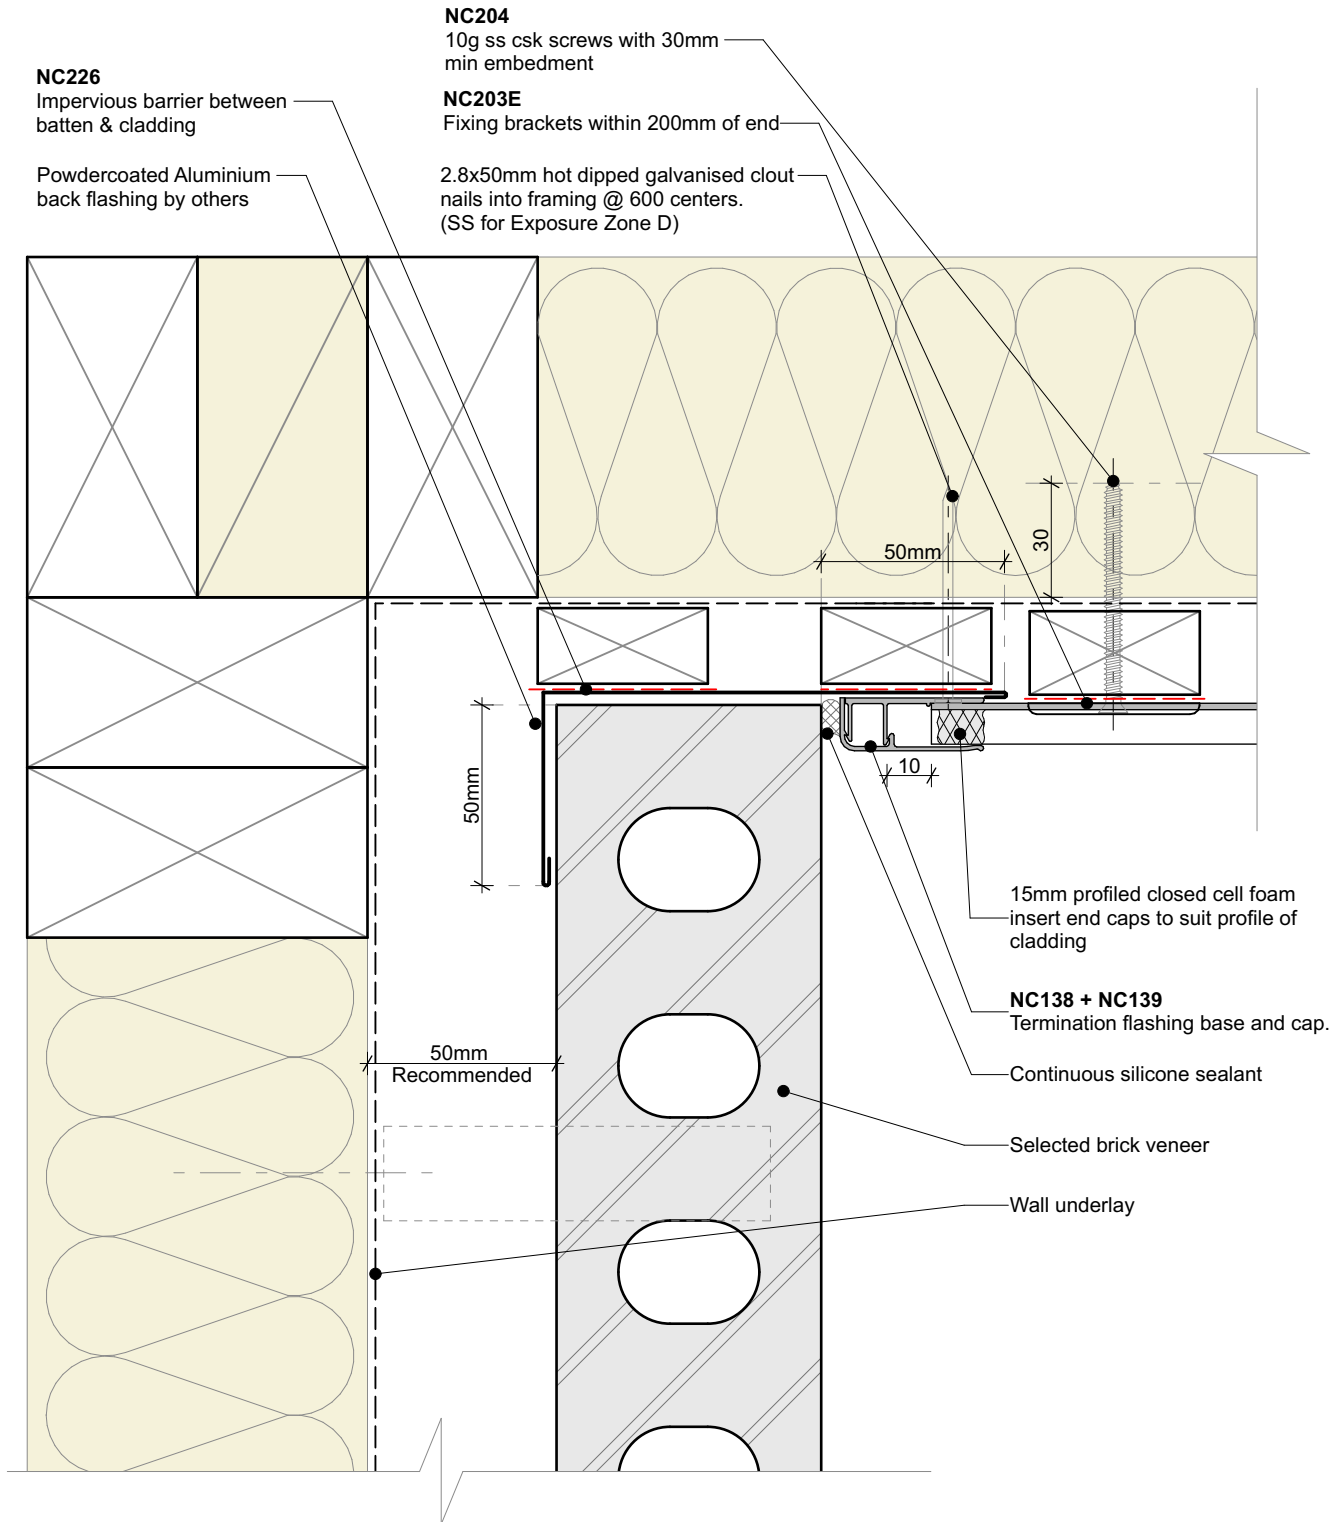 NC204
10g ss csk screws with 30mm
min embedment
NC226
Impervious barrier between
batten & cladding
NC203E
Fixing brackets within 200mm of end
Powdercoated Aluminium
back flashing by others
2.8x50mm hot dipped galvanised clout
nails into framing @ 600 centers.
(SS for Exposure Zone D)
50mm
30
50mm
10
15mm profiled closed cell foam
insert end caps to suit profile of
cladding
NC138 + NC139
Termination flashing base and cap.
50mm
Recommended
Continuous silicone sealant
Selected brick veneer
Wall underlay